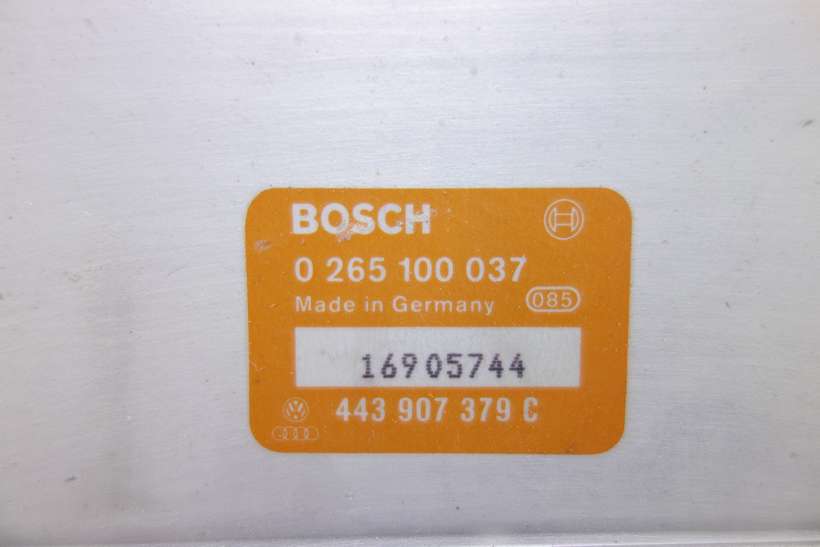 BOSCH
0 265 100 037
Made in Germany 085
16905744
443 907 379 C